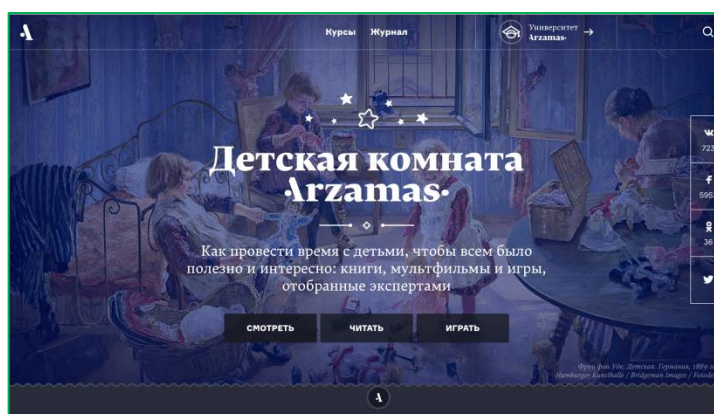 Курсы Журнал
Университет
Arzamas
Детская комната
Arzamas
Как провести время с детьми, чтобы всем было
полезно и интересно: книги, мультфильмы и игры,
отобранные экспертами
СМОТРЕТЬ ЧИТАТЬ ИГРАТЬ
723
595
36
Фриц фон Уде. Детская. Германия, 1889
Hamburger Kunsthalle / Bridgeman Images /